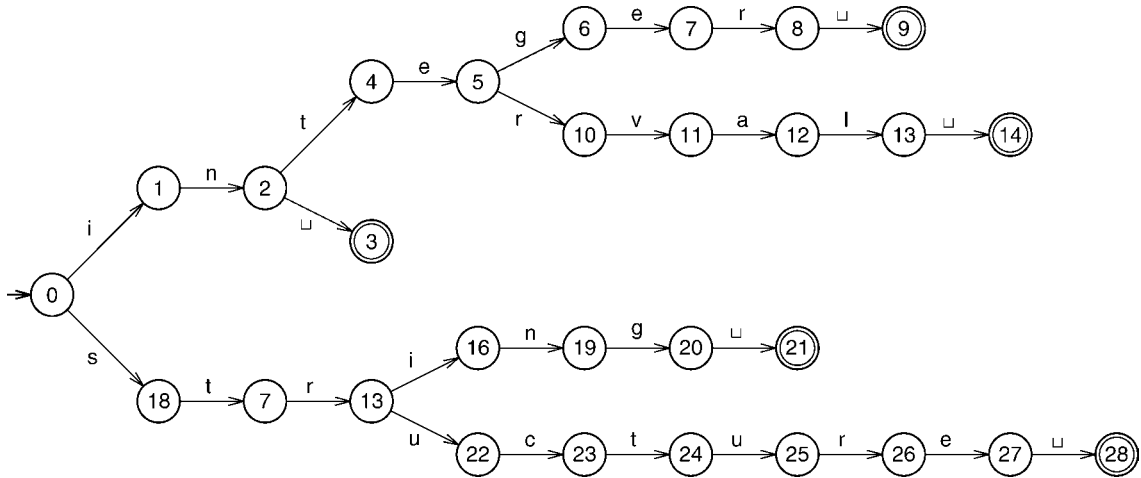 g 6 e 7 r 8 ␣ 9
4 e 5
t r 10 v 11 a 12 l 13 ␣ 14
1 n 2
i ␣ 3
0
s i 16 n 19 g 20 ␣ 21
18 t 7 r 13
u 22 c 23 t 24 u 25 r 26 e 27 ␣ 28